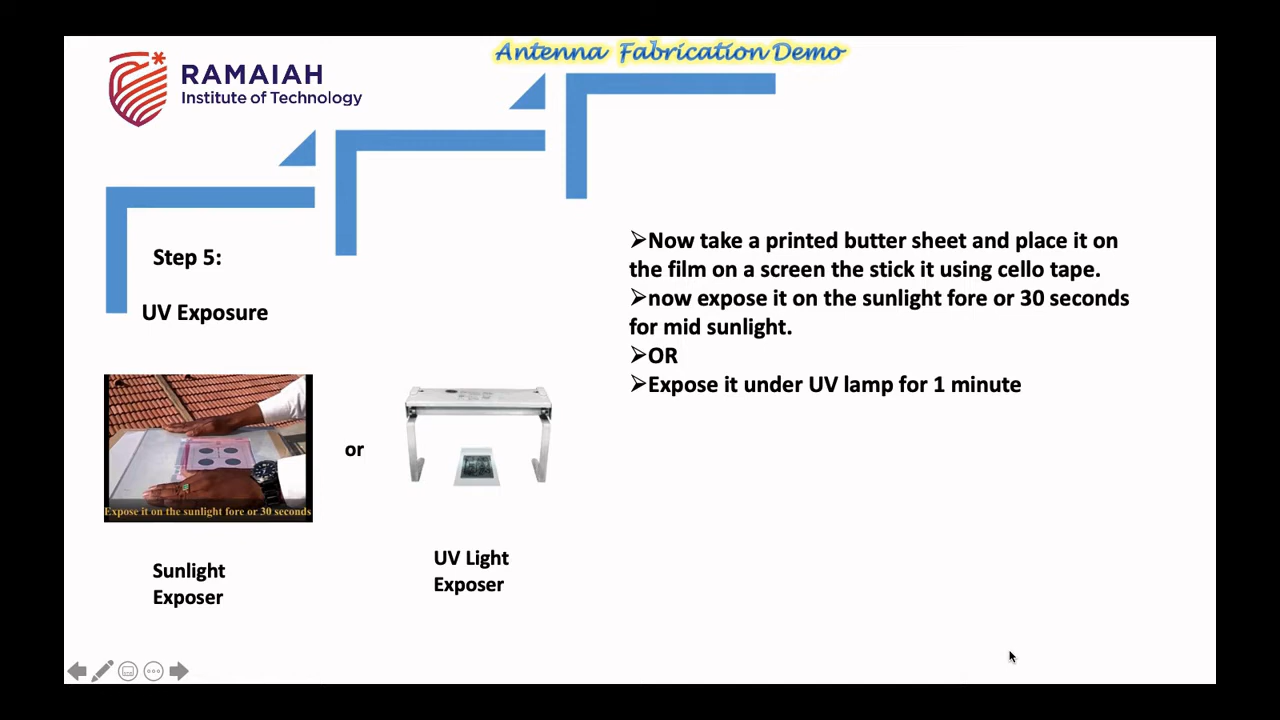 Antenna Fabrication Demo
RAMAIAH
Institute of Technology
Step 5:
UV Exposure
➢Now take a printed butter sheet and place it on
the film on a screen the stick it using cello tape.
➢now expose it on the sunlight fore or 30 seconds
for mid sunlight.
➢OR
➢Expose it under UV lamp for 1 minute
or
Expose it on the sunlight fore or 30 seconds
Sunlight
Exposer
UV Light
Exposer